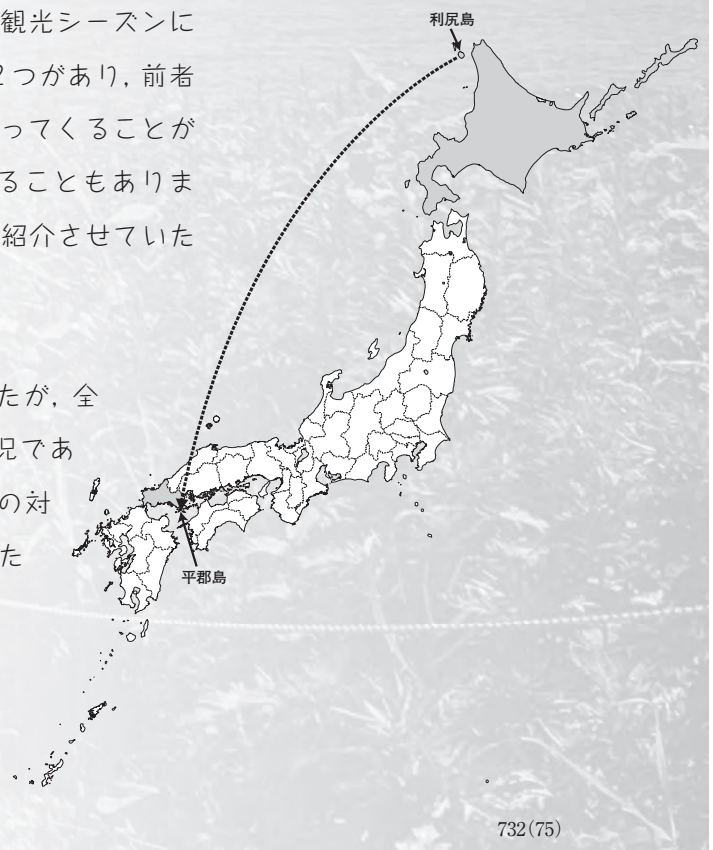 観光シーズンに
2つがあり，前者
ってくることが
ることもありま
紹介させていた
たが，全
況であ
の対
た
利尻島
平郡島
732(75)